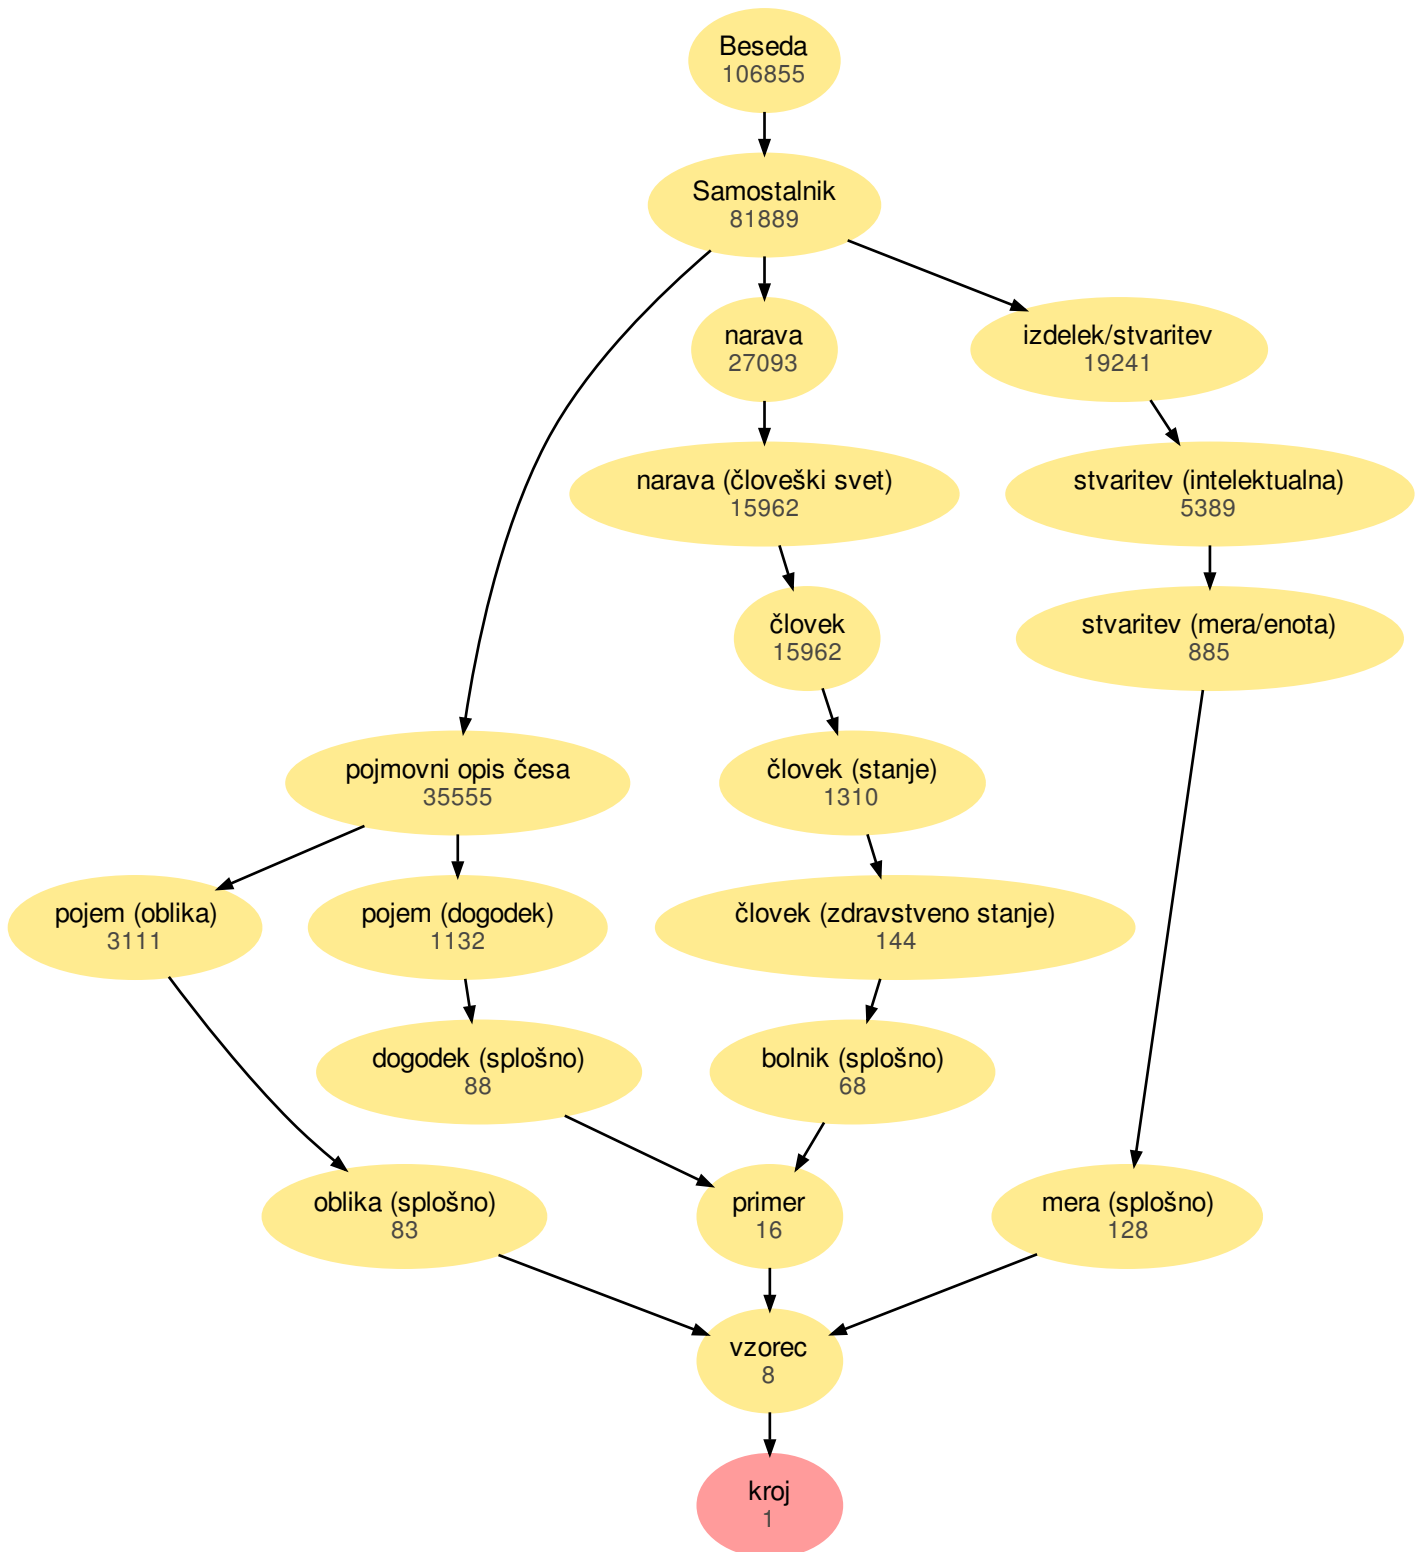 Beseda
106855
Samostalnik
81889
narava
27093
izdelek/stvaritev
19241
narava (človeški svet)
15962
stvaritev (intelektualna)
5389
človek
15962
stvaritev (mera/enota)
885
pojmovni opis česa
35555
človek (stanje)
1310
pojem (oblika)
3111
pojem (dogodek)
1132
človek (zdravstveno stanje)
144
dogodek (splošno)
88
bolnik (splošno)
68
oblika (splošno)
83
primer
16
mera (splošno)
128
vzorec
8
kroj
1